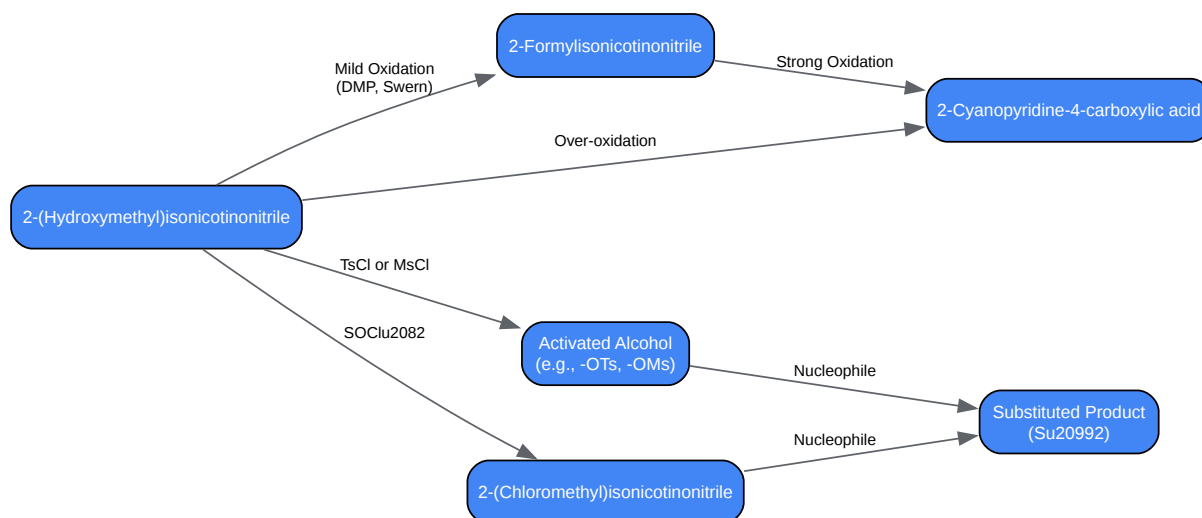 2-Formylisonicotinonitrile
Mild Oxidation
(DMP, Swern)
Strong Oxidation
2-Cyanopyridine-4-carboxylic acid
Over-oxidation
2-(Hydroxymethyl)isonicotinonitrile
TsCl or MsCl
SOClu2082
Activated Alcohol
(e.g., -OTs, -OMs)
Nucleophile
Substituted Product
(Su20992)
Nucleophile
2-(Chloromethyl)isonicotinonitrile